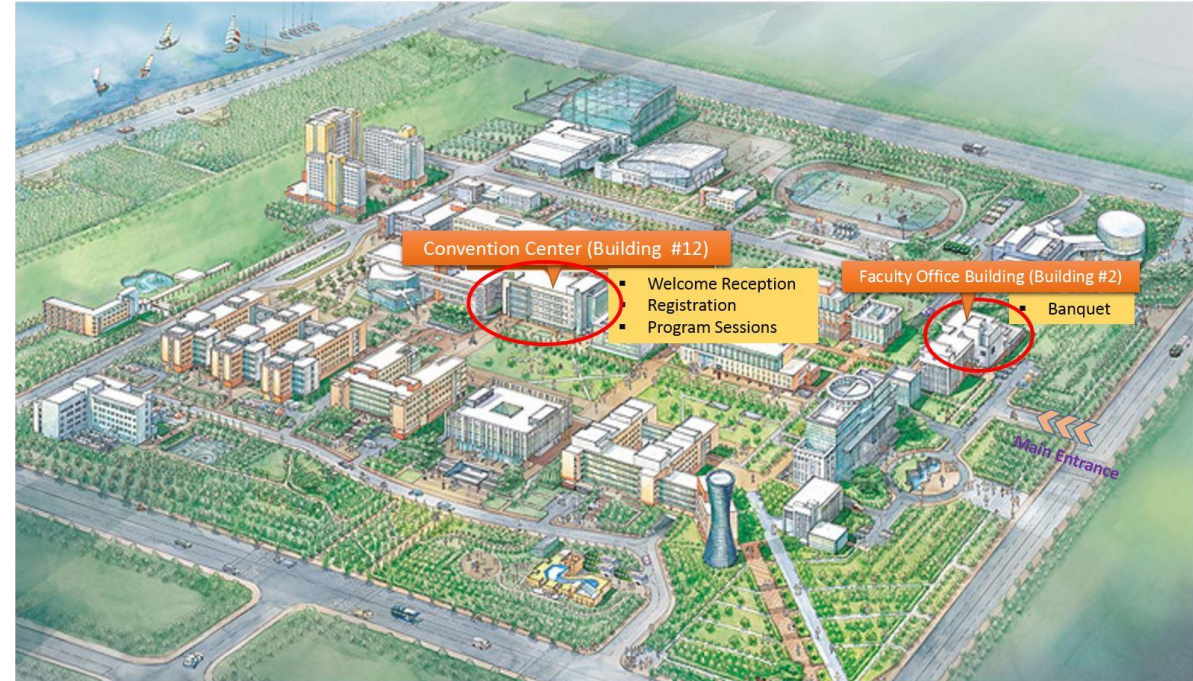 Convention Center (Building #12)
▪ Welcome Reception
▪ Registration
▪ Program Sessions
Faculty Office Building (Building #2)
▪ Banquet
Main Entrance